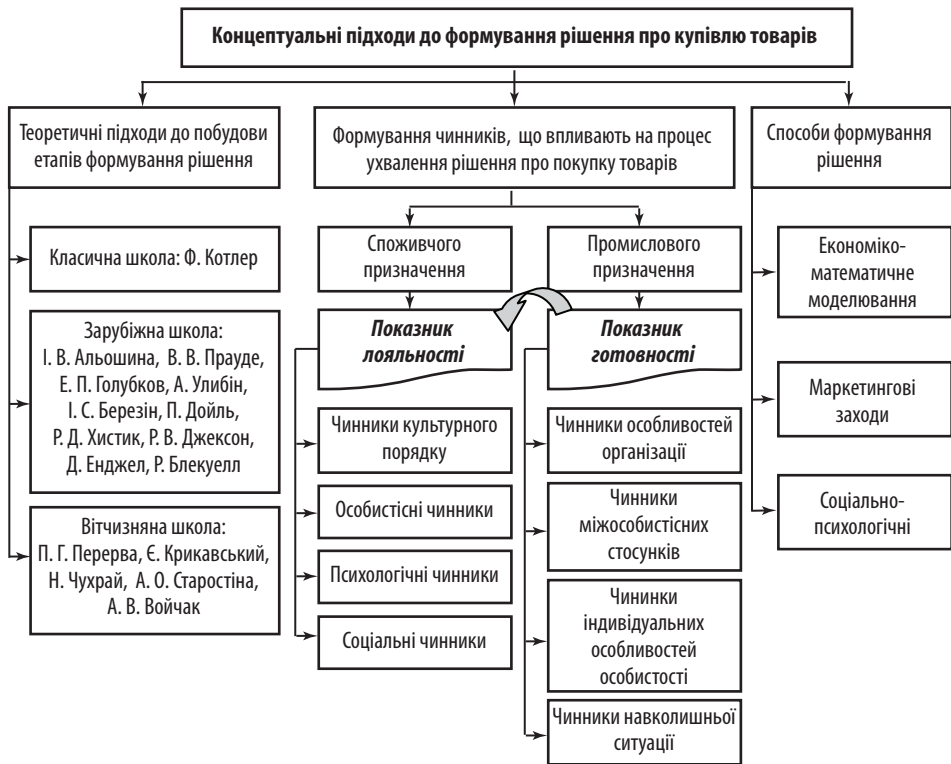 Концептуальні підходи до формування рішення про купівлю товарів
Теоретичні підходи до побудови
етапів формування рішення
Класична школа: Ф. Котлер
Зарубіжна школа:
І. В. Альошина, В. В. Прауде,
Е. П. Голубков, А. Улибін,
І. С. Березін, П. Дойль,
Р. Д. Хистик, Р. В. Джексон,
Д. Енджел, Р. Блекуелл
Вітчизняна школа:
П. Г. Перерва, Є. Крикавський,
Н. Чухрай, А. О. Старостіна,
А. В. Войчак
Формування чинників, що впливають на процес
ухвалення рішення про покупку товарів
Споживчого
призначення
Показник
лояльності
Чинники культурного
порядку
Особистісні чинники
Психологічні чинники
Соціальні чинники
Промислового
призначення
Показник
готовності
Чинники особливостей
організації
Чинники
міжособистісних
стосунків
Чининки
індивідуальних
особливостей
особистості
Чинники навколишньої
ситуації
Способи формування
рішення
Економіко-
математичне
моделювання
Маркетингові
заходи
Соціально-
психологічні